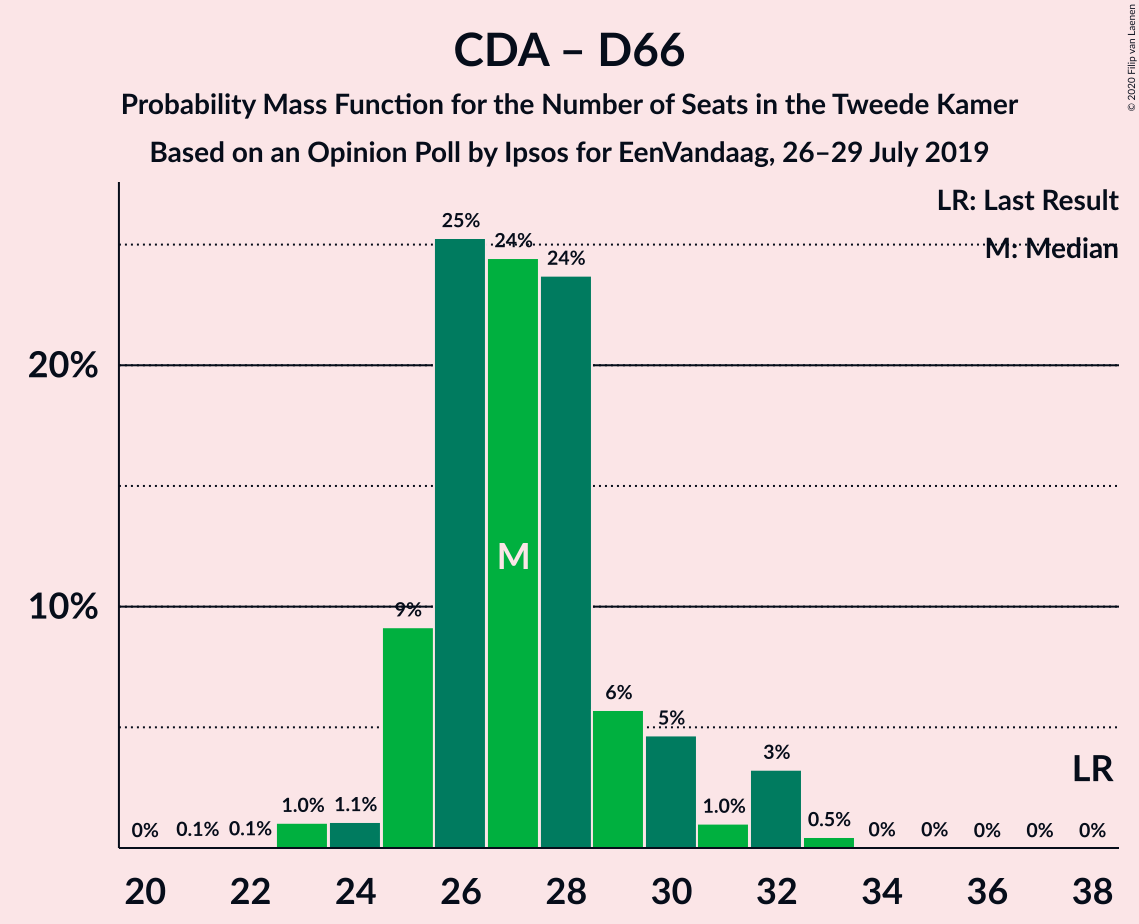 CDA – D66
Probability Mass Function for the Number of Seats in the Tweede Kamer
Based on an Opinion Poll by Ipsos for EenVandaag, 26–29 July 2019
© 2020 Filip van Laenen
LR: Last Result
M: Median
25%
24%
24%
20%
M
10%
9%
6%
5%
3%
LR
0%
0.1%
0.1%
1.0%
1.1%
1.0%
0.5%
0%
0%
0%
0%
0%
20 22 24 26 28 30 32 34 36 38